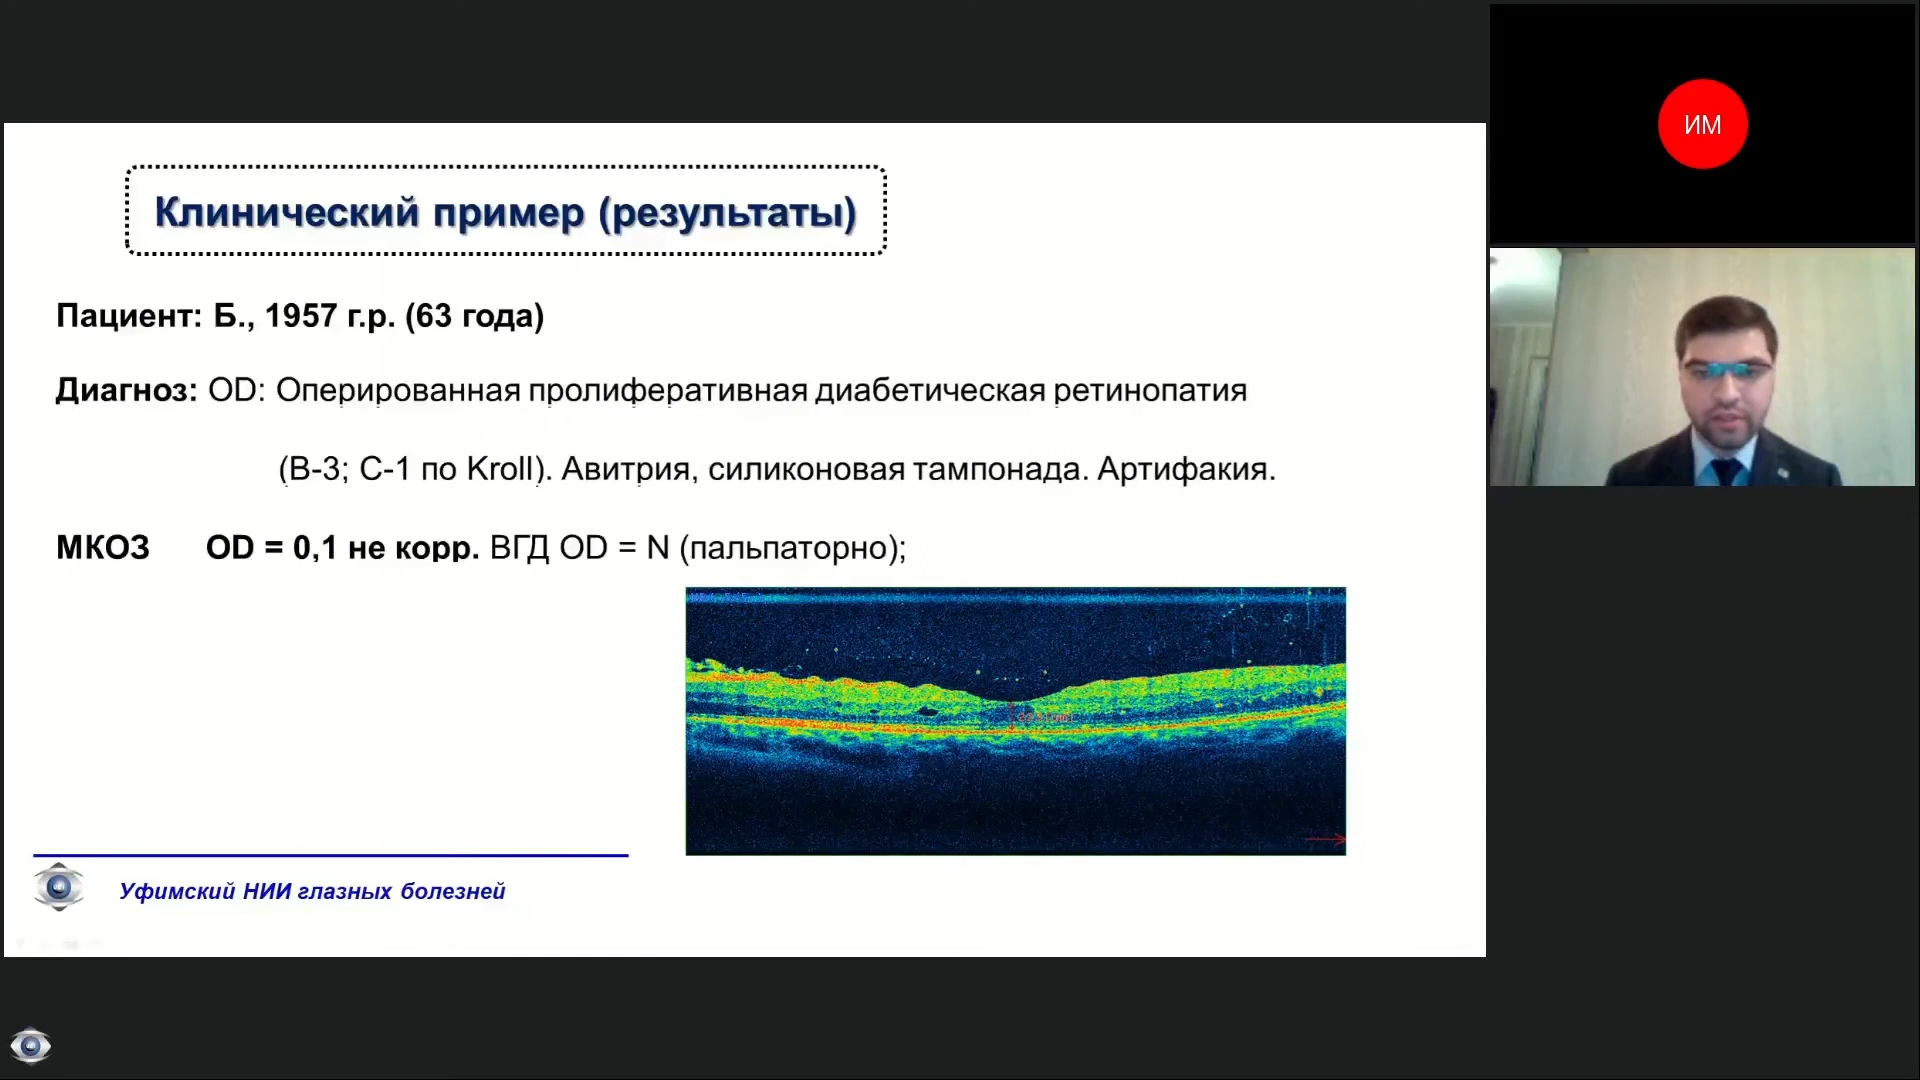 Клинический пример (результаты)
Пациент: Б., 1957 г.р. (63 года)
Диагноз: OD: Оперированная пролиферативная диабетическая ретинопатия
(В-3; С-1 по Kroll). Авитрия, силиконовая тампонада. Артифакия.
МКОЗ OD = 0,1 не корр. ВГД OD = N (пальпаторно);
Уфимский НИИ глазных болезней
ИМ